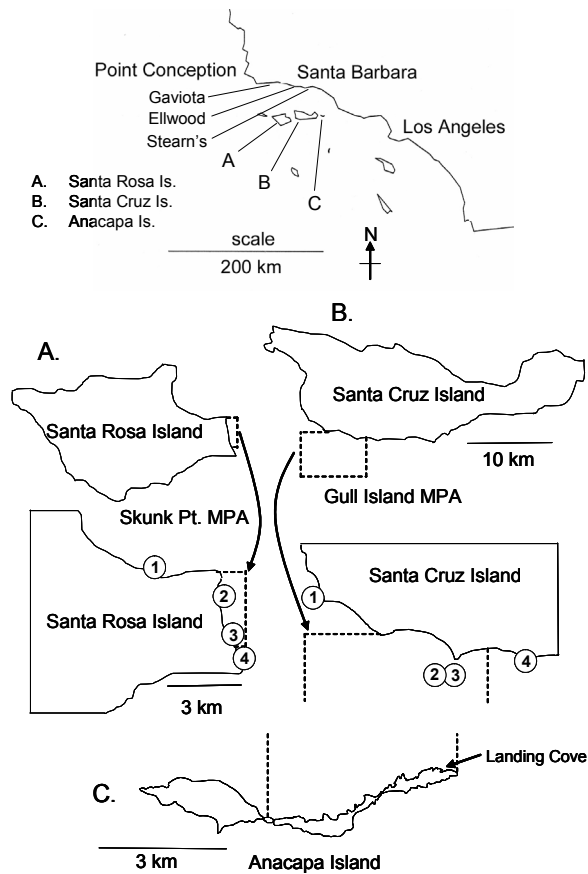 Point Conception
Santa Barbara
Gaviota
Ellwood
Stearn's
Los Angeles
A
B
C
A. Santa Rosa Is.
B. Santa Cruz Is.
C. Anacapa Is.
scale
200 km
N
A.
B.
Santa Rosa Island
Santa Cruz Island
10 km
Skunk Pt. MPA
Gull Island MPA
1
2
3
4
Santa Rosa Island
3 km
Santa Cruz Island
1
2
3
4
Landing Cove
C.
3 km
Anacapa Island